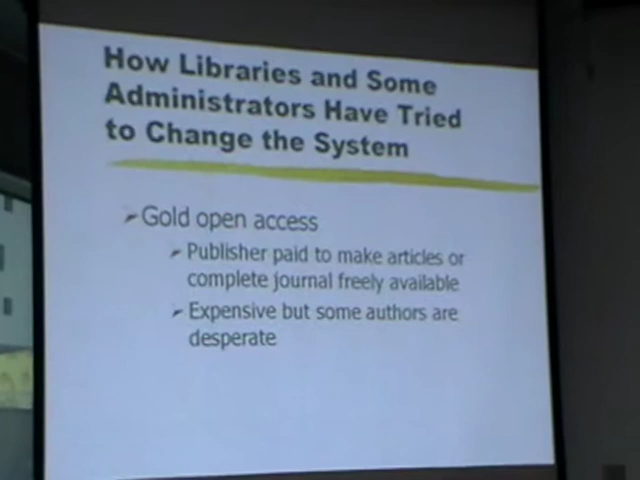 How Libraries and Some
Administrators Have Tried
to Change the System
Gold open access
Publisher paid to make articles or
complete journal freely available
Expensive but some authors are
desperate